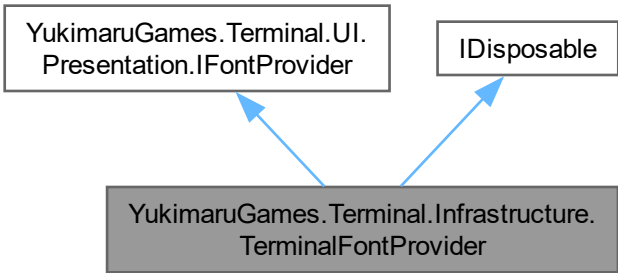 YukimaruGames.Terminal.UI.
Presentation.IFontProvider
IDisposable
YukimaruGames.Terminal.Infrastructure.
TerminalFontProvider